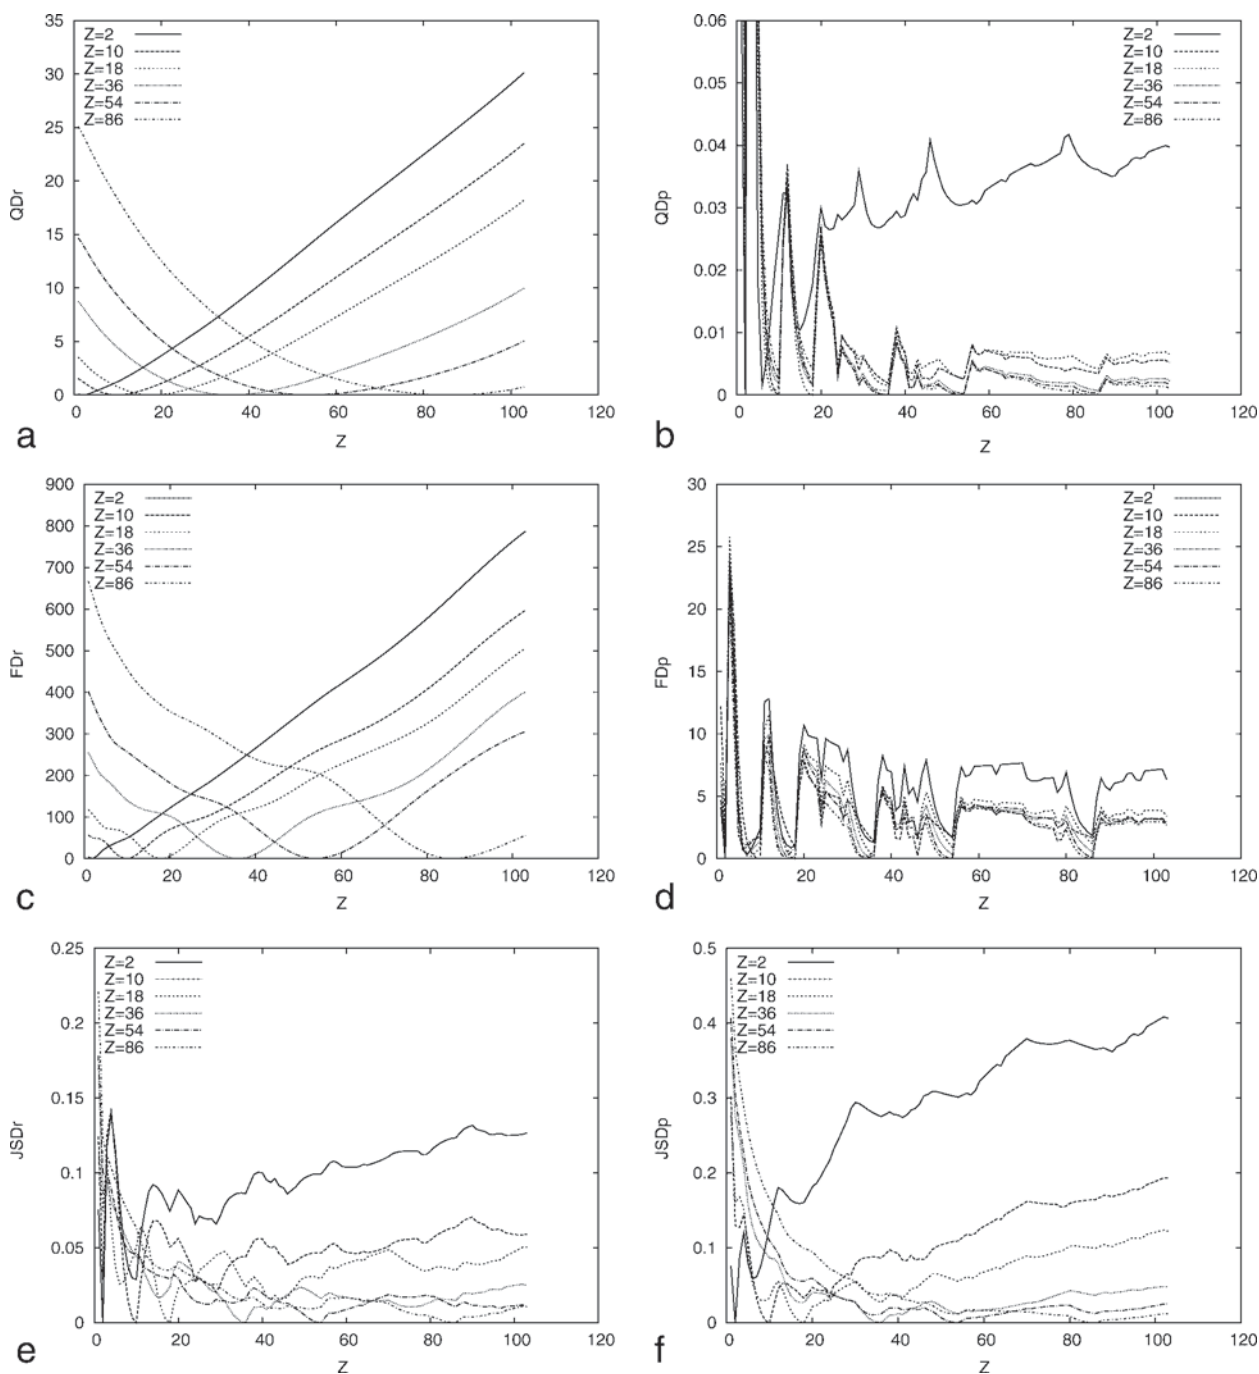 35
30
25
20
15
10
5
0
QDr
Z=2
Z=10
Z=18
Z=36
Z=54
Z=86
0 20 40 60 80 100 120
Z
a
0.06
0.05
0.04
0.03
0.02
0.01
0
QDp
Z=2
Z=10
Z=18
Z=36
Z=54
Z=86
0 20 40 60 80 100 120
Z
b
900
800
700
600
500
400
300
200
100
0
FDr
Z=2
Z=10
Z=18
Z=36
Z=54
Z=86
0 20 40 60 80 100 120
Z
c
30
25
20
15
10
5
0
FDp
Z=2
Z=10
Z=18
Z=36
Z=54
Z=86
0 20 40 60 80 100 120
Z
d
0.25
0.2
0.15
0.1
0.05
0
JSDr
Z=2
Z=10
Z=18
Z=36
Z=54
Z=86
0 20 40 60 80 100 120
Z
e
0.5
0.4
0.3
0.2
0.1
0
JSDp
Z=2
Z=10
Z=18
Z=36
Z=54
Z=86
0 20 40 60 80 100 120
Z
f